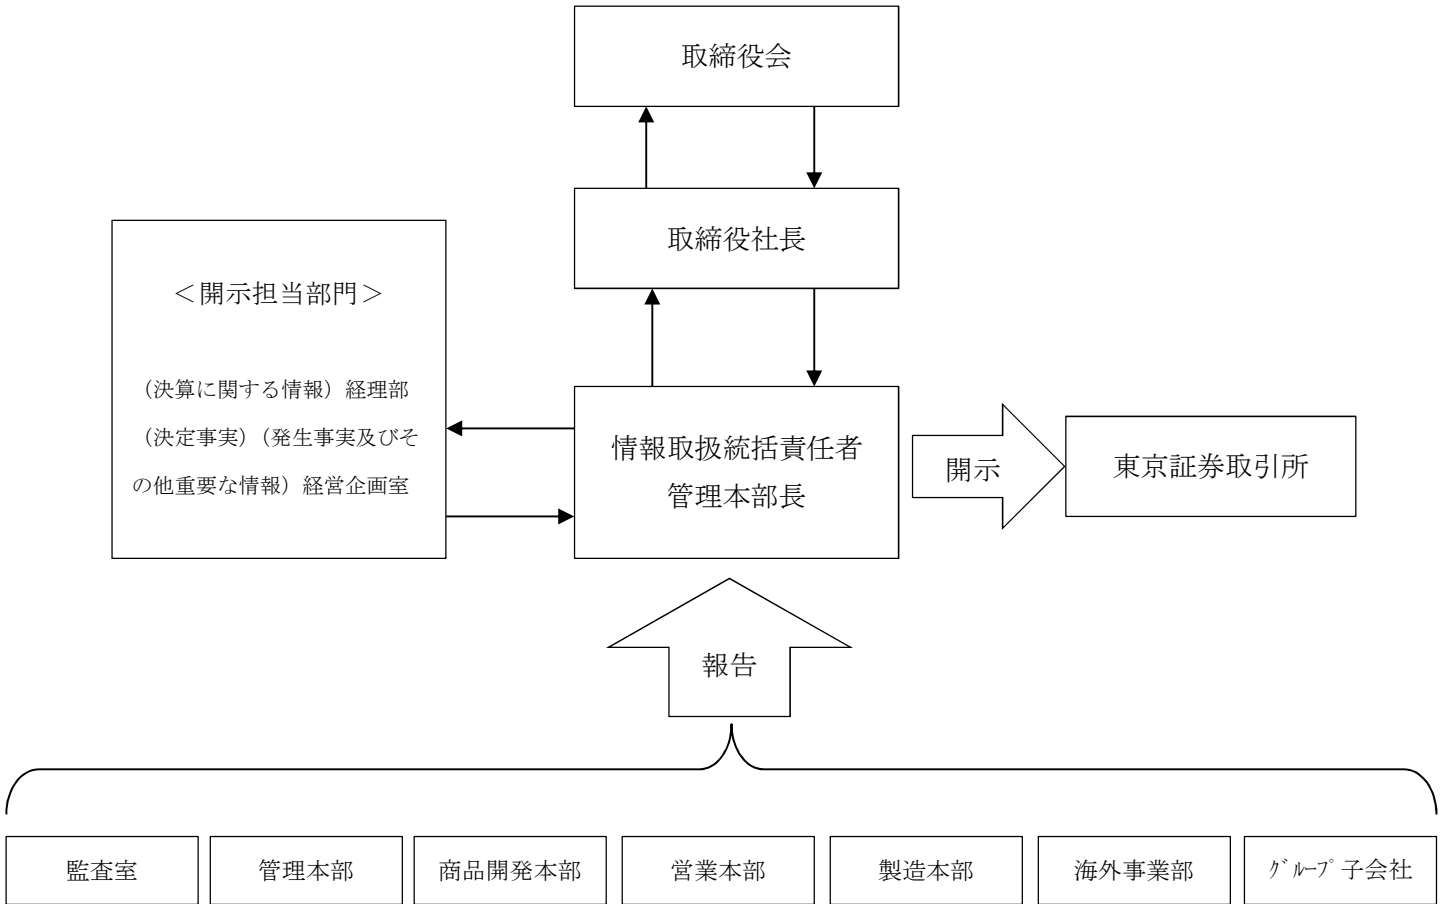 取締役会
取締役社長
＜開示担当部門＞
（決算に関する情報）経理部
（決定事実）（発生事実及びそ
の他重要な情報）経営企画室
情報取扱統括責任者
管理本部長
開示
東京証券取引所
報告
監査室
管理本部
商品開発本部
営業本部
製造本部
海外事業部
ｸﾞﾙｰﾌﾟ子会社